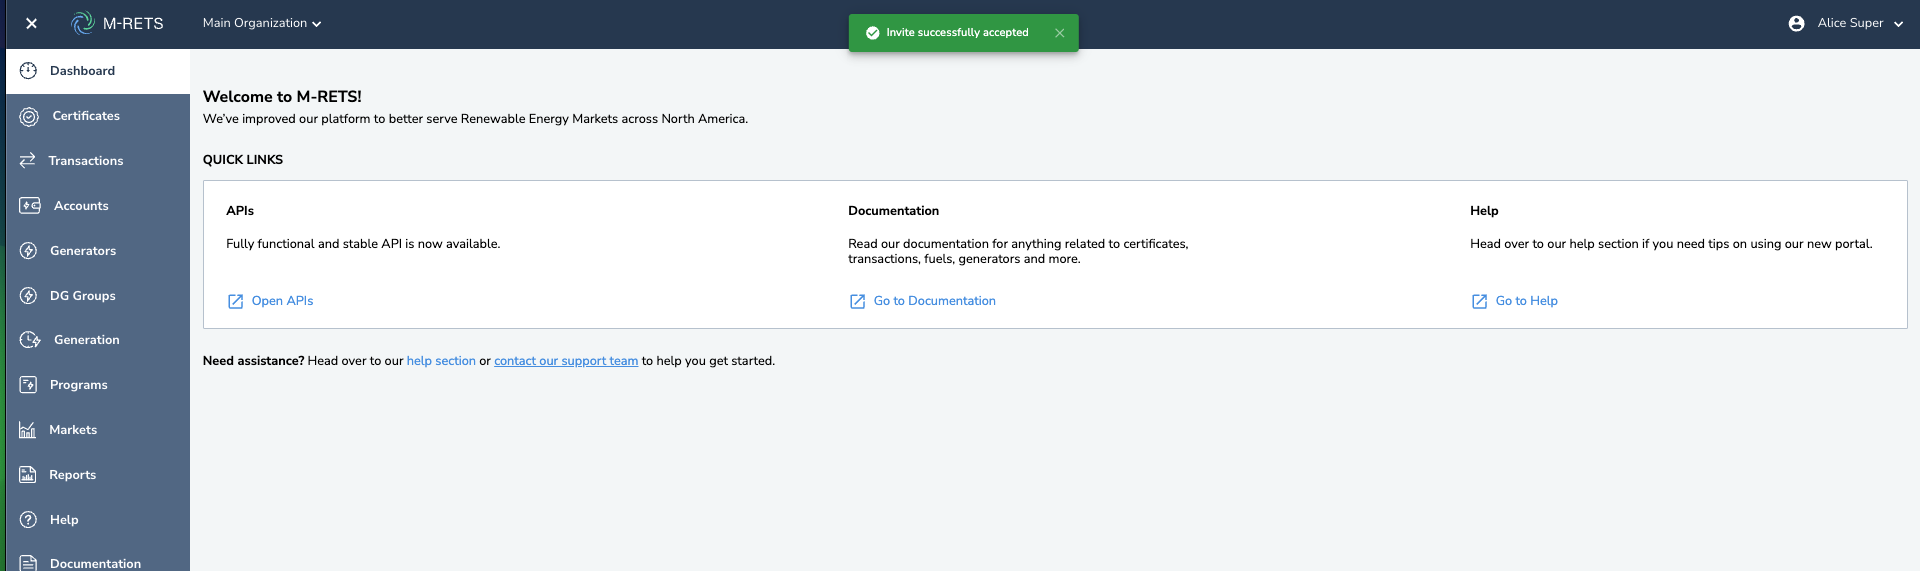 M-RETS
Main Organization
Invite successfully accepted
Alice Super
Dashboard
Certificates
Transactions
Accounts
Generators
DG Groups
Generation
Programs
Markets
Reports
Help
Documentation
Welcome to M-RETS!
We've improved our platform to better serve Renewable Energy Markets across North America.
QUICK LINKS
APIs
Fully functional and stable API is now available.
Open APIs
Documentation
Read our documentation for anything related to certificates,
transactions, fuels, generators and more.
Go to Documentation
Help
Head over to our help section if you need tips on using our new portal.
Go to Help
Need assistance? Head over to our help section or contact our support team to help you get started.